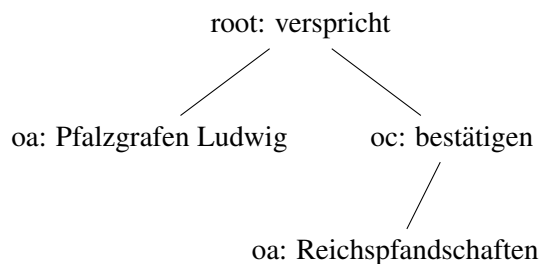 root: verspricht
oa: Pfalzgrafen Ludwig oc: bestätigen
oa: Reichspfandschaften